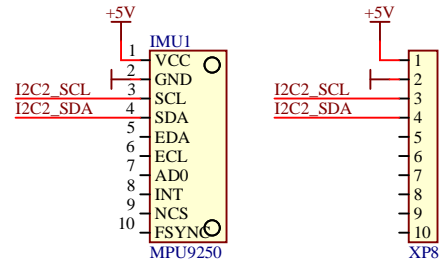 +5V
IMU1
1 VCC
2 GND
I2C2_SCL 3 SCL
I2C2_SDA 4 SDA
5 EDA
6 ECL
7 AD0
8 INT
9 NCS
10 FSYNC
MPU9250
+5V
1
2
I2C2_SCL 3
I2C2_SDA 4
5
6
7
8
9
10
XP8